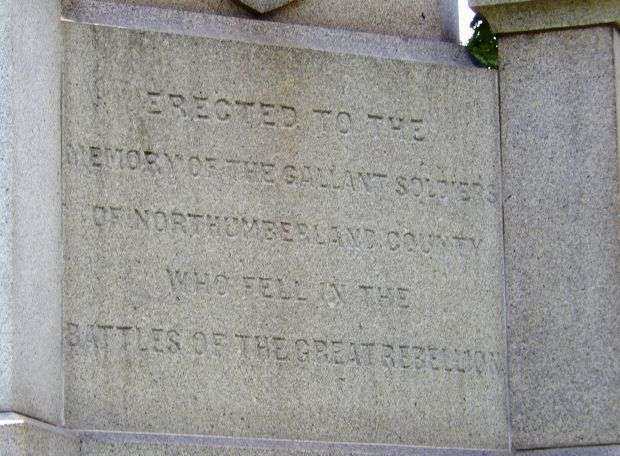 ERECTED TO THE
MEMORY OF THE GALLANT SOLDIERS
OF NORTHUMBERLAND COUNTY
WHO FELL IN THE
BATTLES OF THE GREAT REBELLION